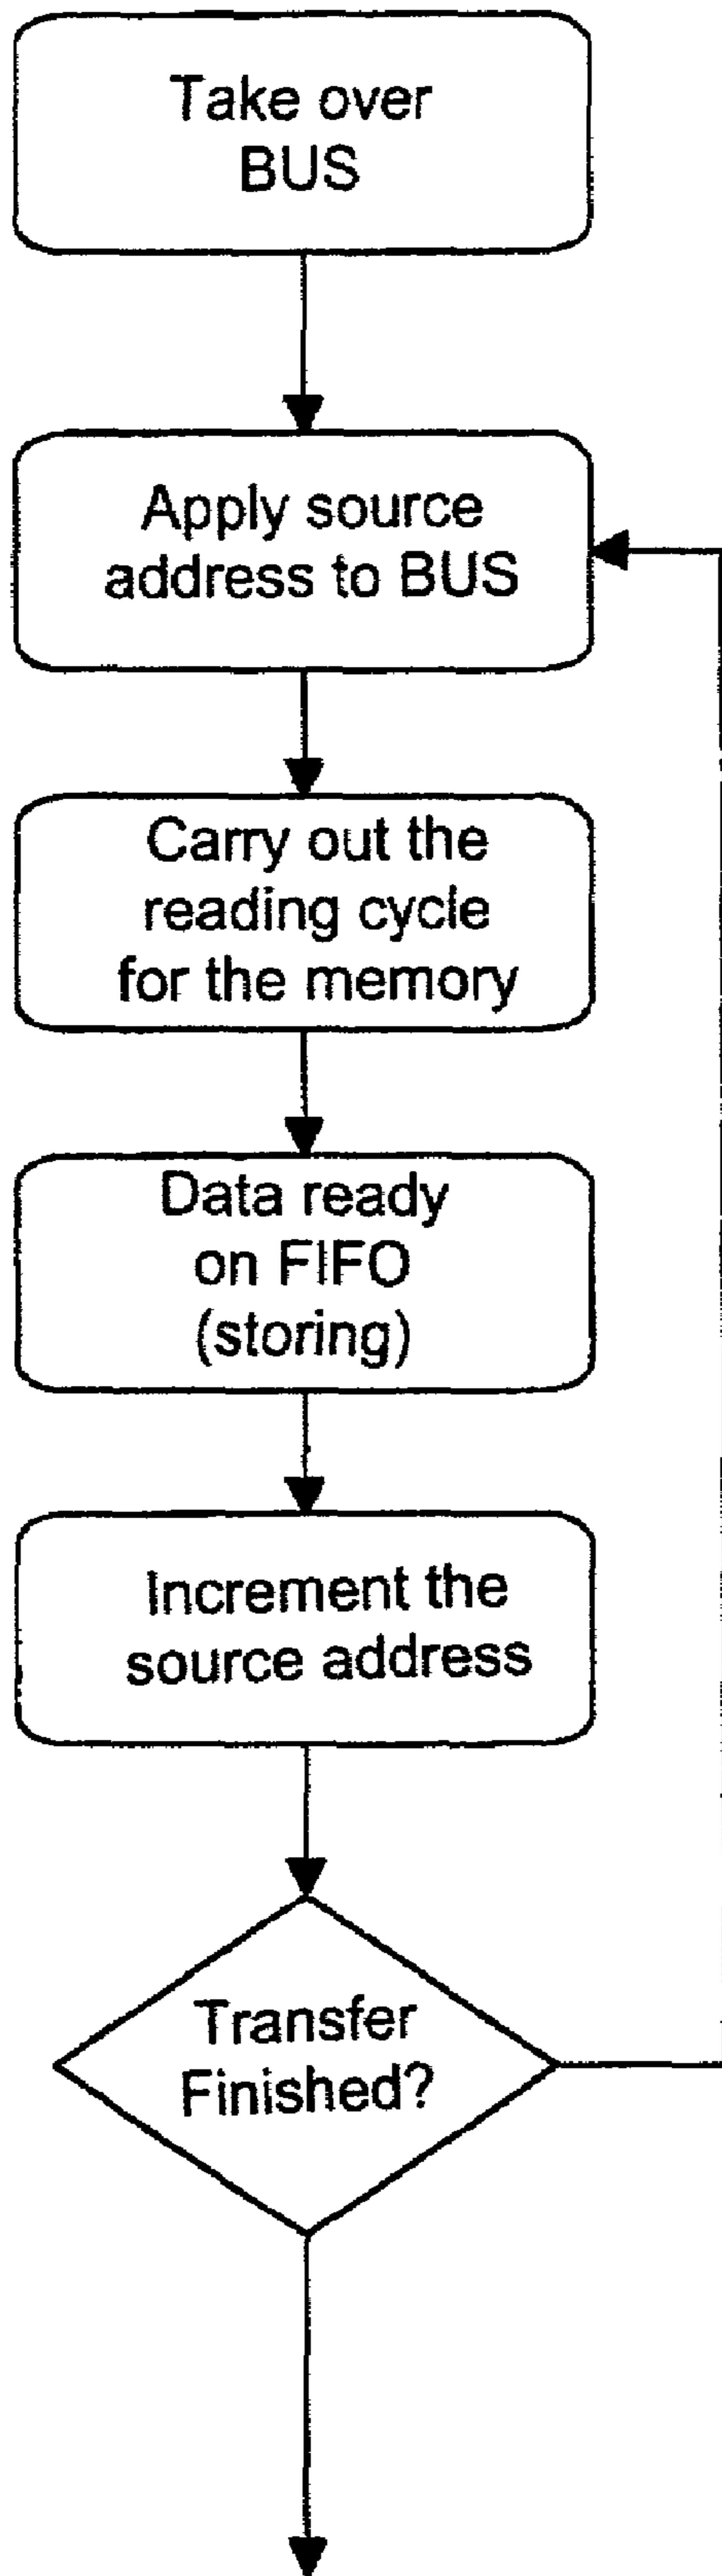 Take over
BUS
Apply source
address to BUS
Carry out the
reading cycle
for the memory
Data ready
on FIFO
(storing)
Increment the
source address
Transfer
Finished?